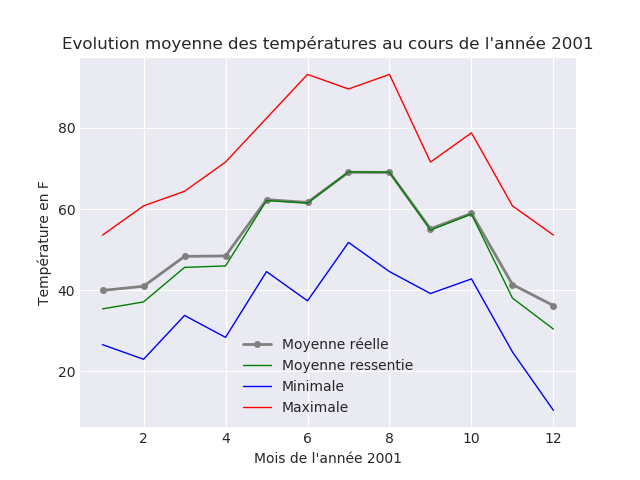 Evolution moyenne des températures au cours de l'année 2001
Température en F
80
60
40
20
Moyenne réelle
Moyenne ressentie
Minimale
Maximale
2 4 6 8 10 12
Mois de l'année 2001